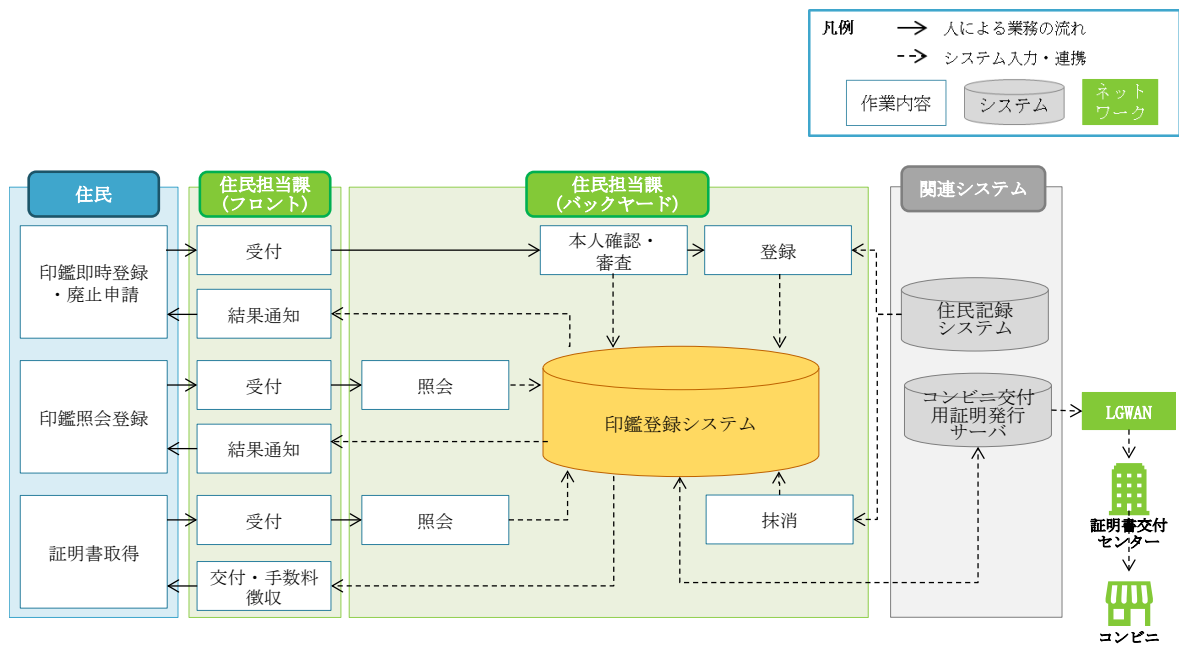 凡例
人による業務の流れ
システム入力・連携
作業内容
システム
ネット
ワーク
住民
住民担当課
(フロント)
住民担当課
(バックヤード)
関連システム
印鑑即時登録
・廃止申請
受付
本人確認・
審査
登録
結果通知
住民記録
システム
印鑑照会登録
受付
照会
印鑑登録システム
コンビニ交付
用証明発行
サーバ
LGWAN
結果通知
証明書取得
受付
照会
抹消
証明書交付
センター
交付・手数料
徴収
コンビニ